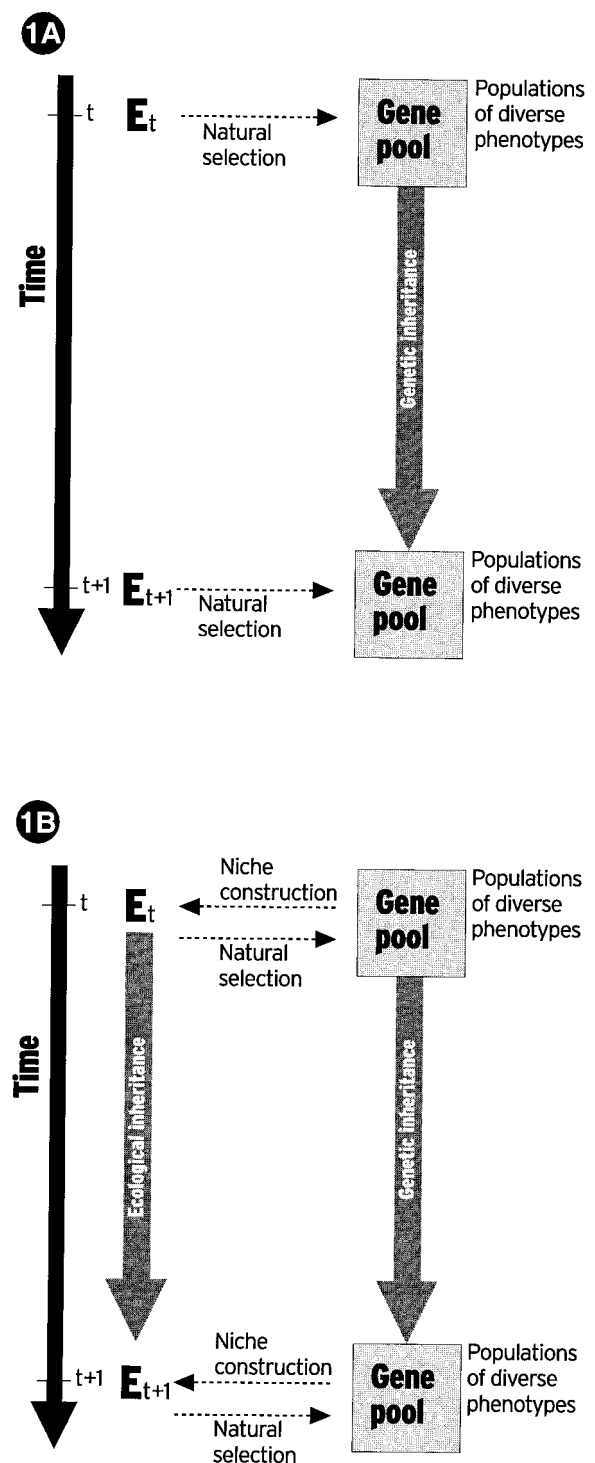 1A
t
Et
Natural
selection
Gene
pool
Populations
of diverse
phenotypes
Time
Genetic inheritance
t+1
Et+1
Natural
selection
Gene
pool
Populations
of diverse
phenotypes
1B
t
Et
Niche
construction
Natural
selection
Gene
pool
Populations
of diverse
phenotypes
Time
Ecological inheritance
Genetic inheritance
t+1
Et+1
Niche
construction
Natural
selection
Gene
pool
Populations
of diverse
phenotypes